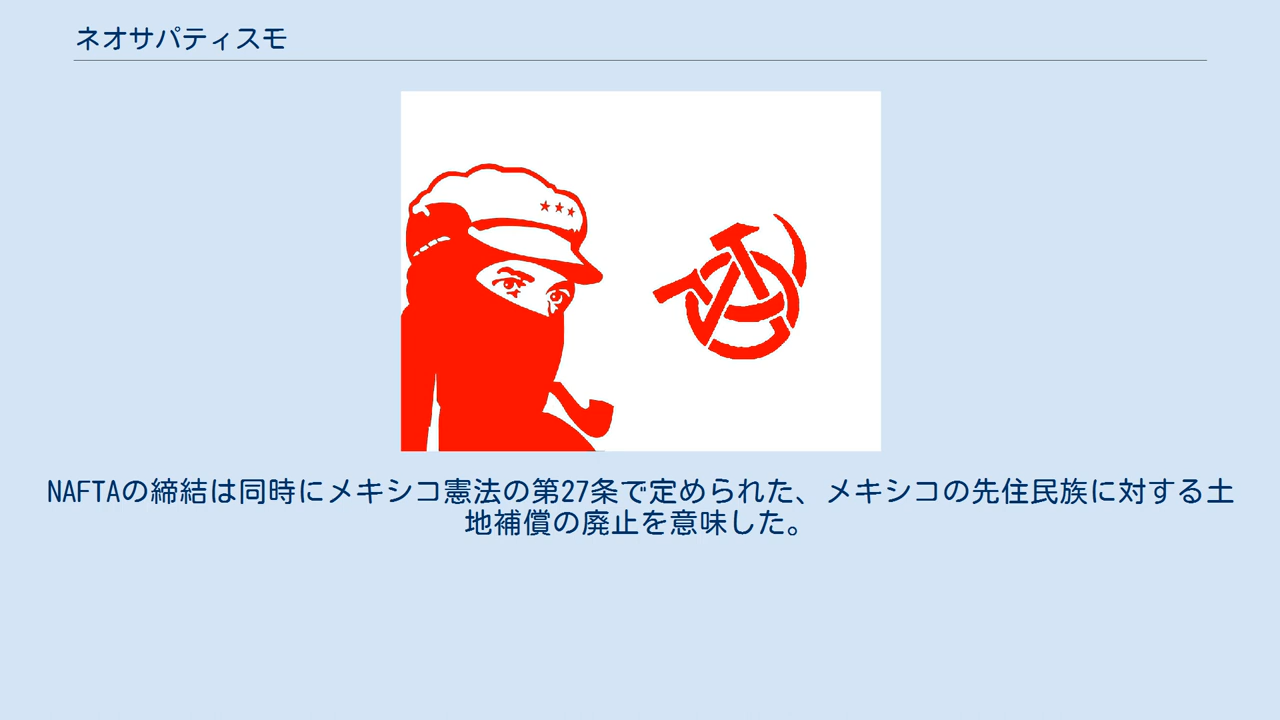 ネオサパティスモ
NAFTAの締結は同時にメキシコ憲法の第27条で定められた、メキシコの先住民族に対する土
地補償の廃止を意味した。